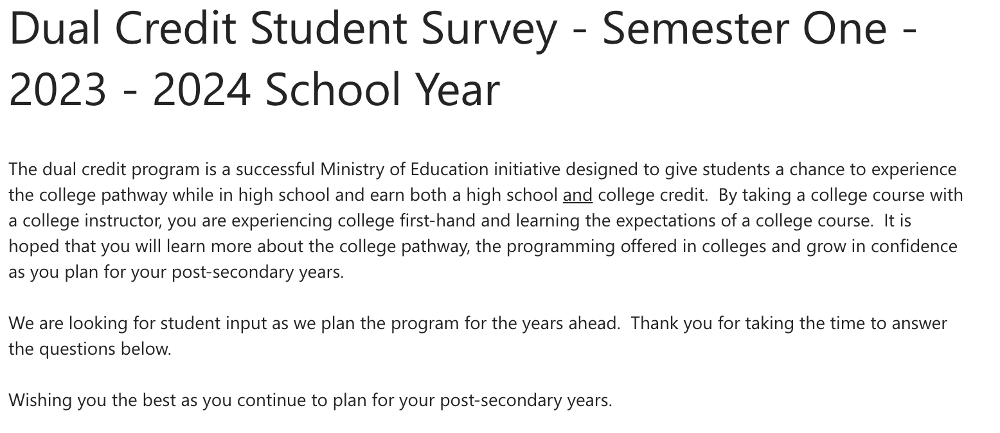 Dual Credit Student Survey - Semester One -
2023 - 2024 School Year
The dual credit program is a successful Ministry of Education initiative designed to give students a chance to experience
the college pathway while in high school and earn both a high school and college credit.  By taking a college course with
a college instructor, you are experiencing college first-hand and learning the expectations of a college course.  It is
hoped that you will learn more about the college pathway, the programming offered in colleges and grow in confidence
as you plan for your post-secondary years.
We are looking for student input as we plan the program for the years ahead.  Thank you for taking the time to answer
the questions below.
Wishing you the best as you continue to plan for your post-secondary years.